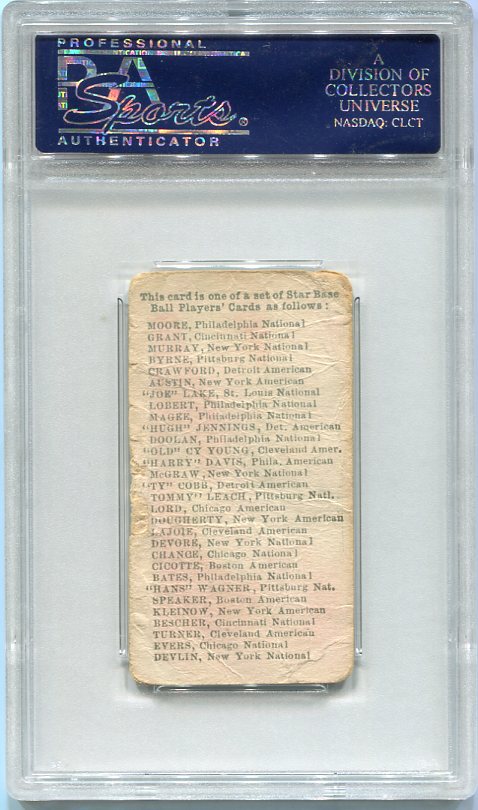 PROFESSIONAL
PSA
Sports®
AUTHENTICATOR
A
DIVISION OF
COLLECTORS
UNIVERSE
NASDAQ: CLCT
This card is one of a set of Star Base
Ball Players' Cards as follows:
MOORE, Philadelphia National
GRANT, Cincinnati National
MURRAY, New York National
BYRNE, Pittsburg National
CRAWFORD, Detroit American
AUSTIN, New York American
"JOE" LAKE, St. Louis National
LOBERT, Philadelphia National
MAGEE, Philadelphia National
"HUGH" JENNINGS, Det. American
DOOLAN, Philadelphia National
"OLD" CY YOUNG, Cleveland Amer.
"HARRY" DAVIS, Phila. American
McGRAW, New York National
"TY" COBB, Detroit American
TOMMY" LEACH, Pittsburg Natl.
LORD, Chicago American
DOUGHERTY, New York American
LAJOIE, Cleveland American
DEVORE, New York National
CHANCE, Chicago National
CICOTTE, Boston American
BATES, Philadelphia National
"HANS" WAGNER, Pittsburg Nat.
SPEAKER, Boston American
KLEINOW, New York American
BESCHER, Cincinnati National
TURNER, Cleveland American
EVERS, Chicago National
DEVLIN, New York National